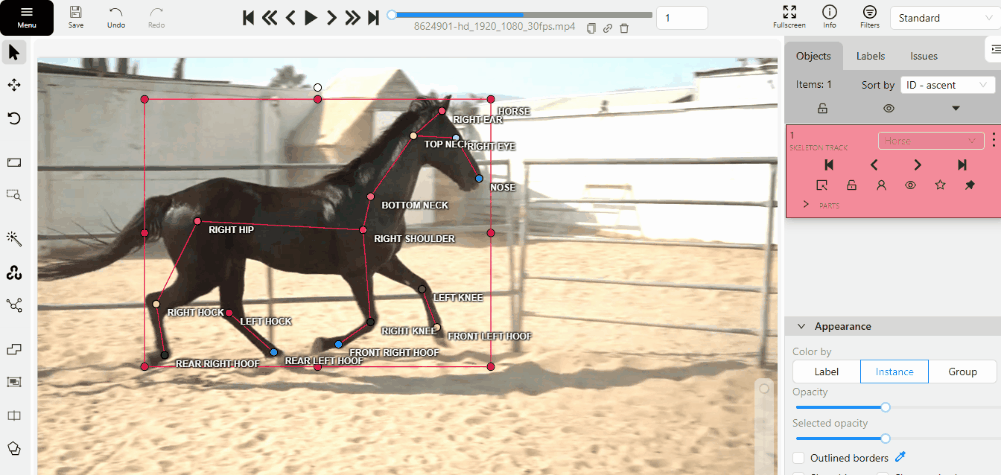 Menu
Save
Undo
Redo
8624901-hd_1920_1080_30fps.mp4
1
Fullscreen
Info
Filters
Standard
Objects
Labels
Issues
Items: 1
Sort by
ID - ascent
1
SKELETON TRACK
Horse
PARTS
HORSE
RIGHT EAR
TOP NECK
RIGHT EYE
NOSE
BOTTOM NECK
RIGHT HIP
RIGHT SHOULDER
LEFT KNEE
RIGHT HOCK
LEFT HOCK
RIGHT KNEE
FRONT LEFT HOOF
FRONT RIGHT HOOF
REAR RIGHT HOOF
REAR LEFT HOOF
Appearance
Color by
Label
Instance
Group
Opacity
Selected opacity
Outlined borders